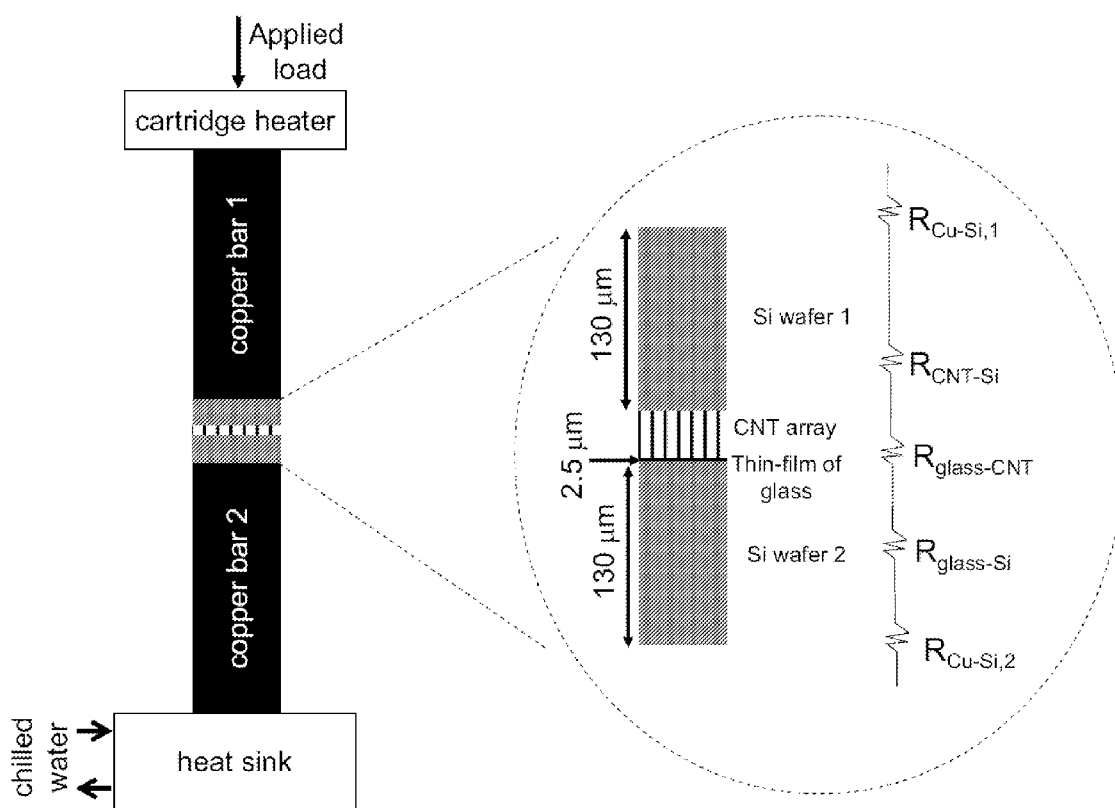 Applied
load
cartridge heater
copper bar 1
copper bar 2
chilled
water
heat sink
130 μm
2.5 μm
130 μm
Si wafer 1
CNT array
Thin-film of
glass
Si wafer 2
R_Cu-Si,1
R_CNT-Si
R_glass-CNT
R_glass-Si
R_Cu-Si,2